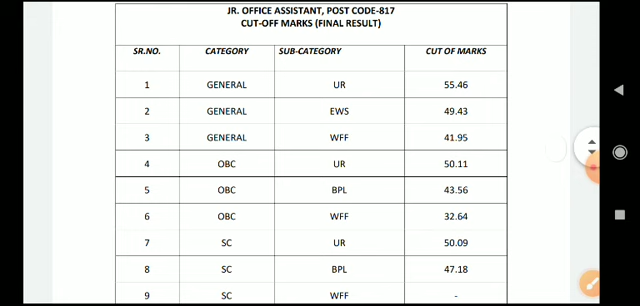 JR. OFFICE ASSISTANT, POST CODE-817
CUT-OFF MARKS (FINAL RESULT)
SR.NO. CATEGORY SUB-CATEGORY CUT OF MARKS
1 GENERAL UR 55.46
2 GENERAL EWS 49.43
3 GENERAL WFF 41.95
4 OBC UR 50.11
5 OBC BPL 43.56
6 OBC WFF 32.64
7 SC UR 50.09
8 SC BPL 47.18
9 SC WFF -